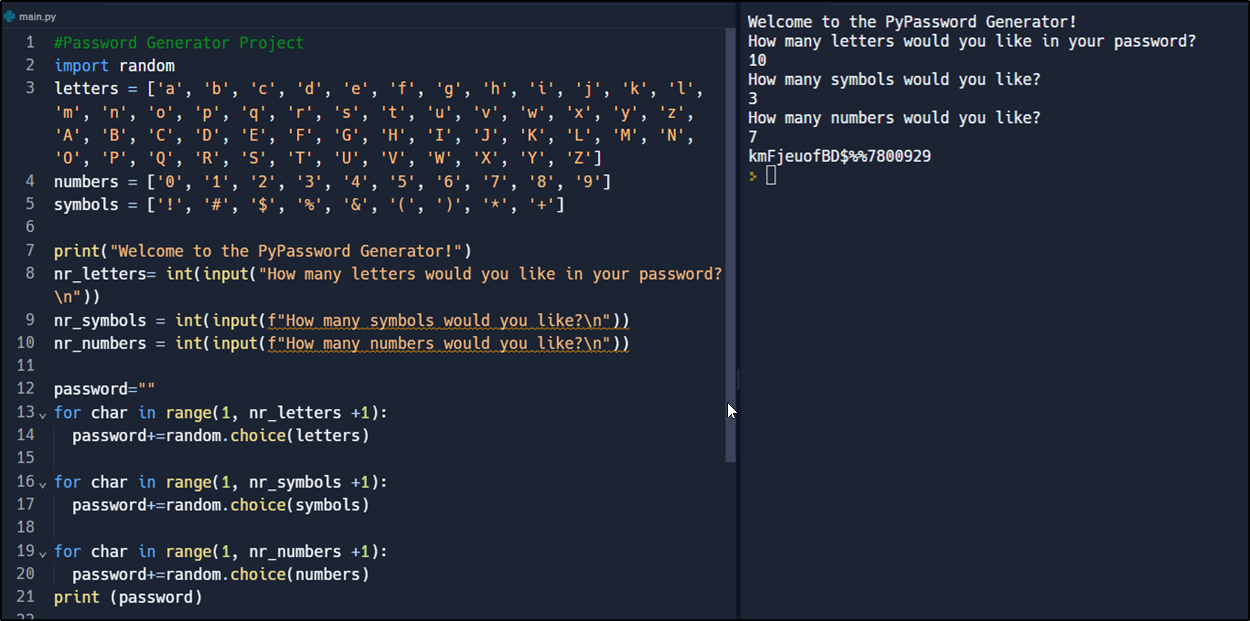 main.py
1 #Password Generator Project
2 import random
3 letters = ['a', 'b', 'c', 'd', 'e', 'f', 'g', 'h', 'i', 'j', 'k', 'l',
'm', 'n', 'o', 'p', 'q', 'r', 's', 't', 'u', 'v', 'w', 'x', 'y', 'z',
'A', 'B', 'C', 'D', 'E', 'F', 'G', 'H', 'I', 'J', 'K', 'L', 'M', 'N',
'O', 'P', 'Q', 'R', 'S', 'T', 'U', 'V', 'W', 'X', 'Y', 'Z']
4 numbers = ['0', '1', '2', '3', '4', '5', '6', '7', '8', '9']
5 symbols = ['!', '#', '$', '%', '&', '(', ')', '*', '+']
6
7 print("Welcome to the PyPassword Generator!")
8 nr_letters= int(input("How many letters would you like in your password?
\n"))
9 nr_symbols = int(input(f"How many symbols would you like?\n"))
10 nr_numbers = int(input(f"How many numbers would you like?\n"))
11
12 password=""
13 for char in range(1, nr_letters +1):
14 password+=random.choice(letters)
15
16 for char in range(1, nr_symbols +1):
17 password+=random.choice(symbols)
18
19 for char in range(1, nr_numbers +1):
20 password+=random.choice(numbers)
21 print (password)
22
Welcome to the PyPassword Generator!
How many letters would you like in your password?
10
How many symbols would you like?
3
How many numbers would you like?
7
kmFjeuofBD$%%7800929